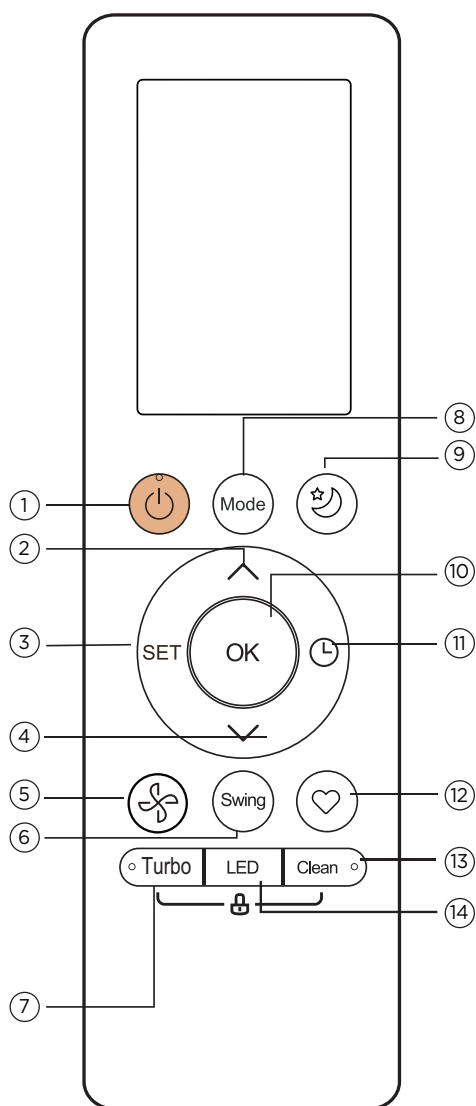 ⑧
⑨
① Mode
②
⑩
③ SET OK ⑪
④
⑤ Swing ⑫
⑥
Turbo LED Clean ⑬
⑭
⑦